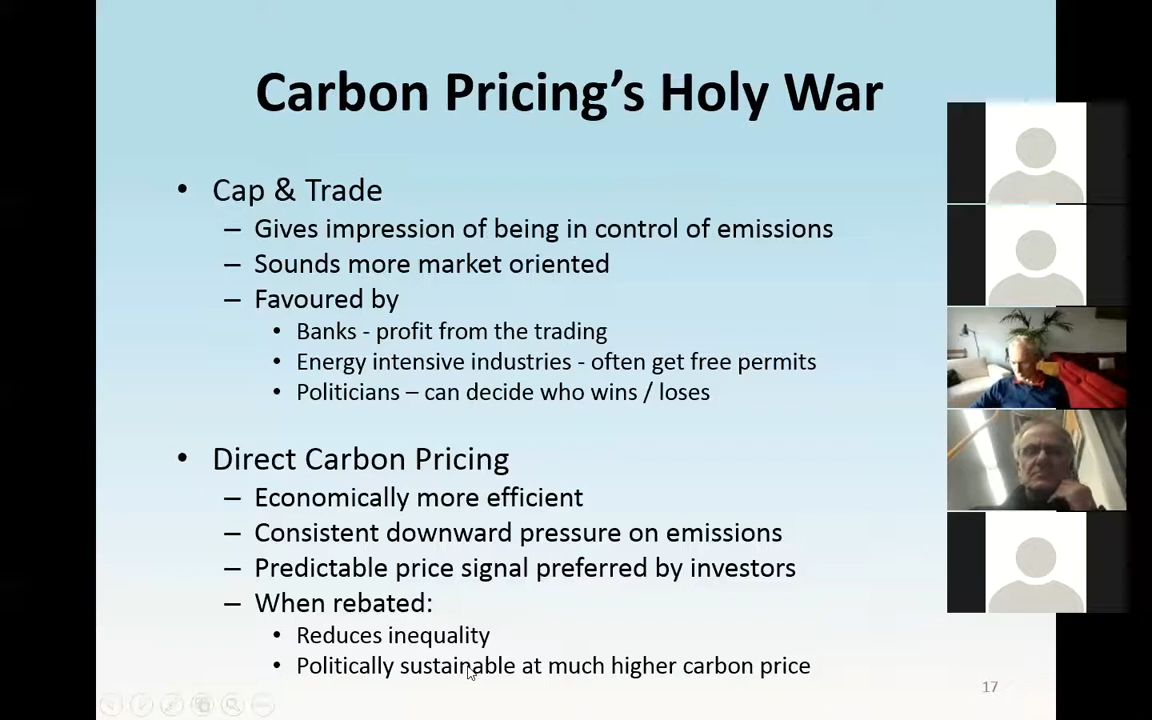 Carbon Pricing’s Holy War
• Cap & Trade
– Gives impression of being in control of emissions
– Sounds more market oriented
– Favoured by
• Banks - profit from the trading
• Energy intensive industries - often get free permits
• Politicians – can decide who wins / loses
• Direct Carbon Pricing
– Economically more efficient
– Consistent downward pressure on emissions
– Predictable price signal preferred by investors
– When rebated:
• Reduces inequality
• Politically sustainable at much higher carbon price
17